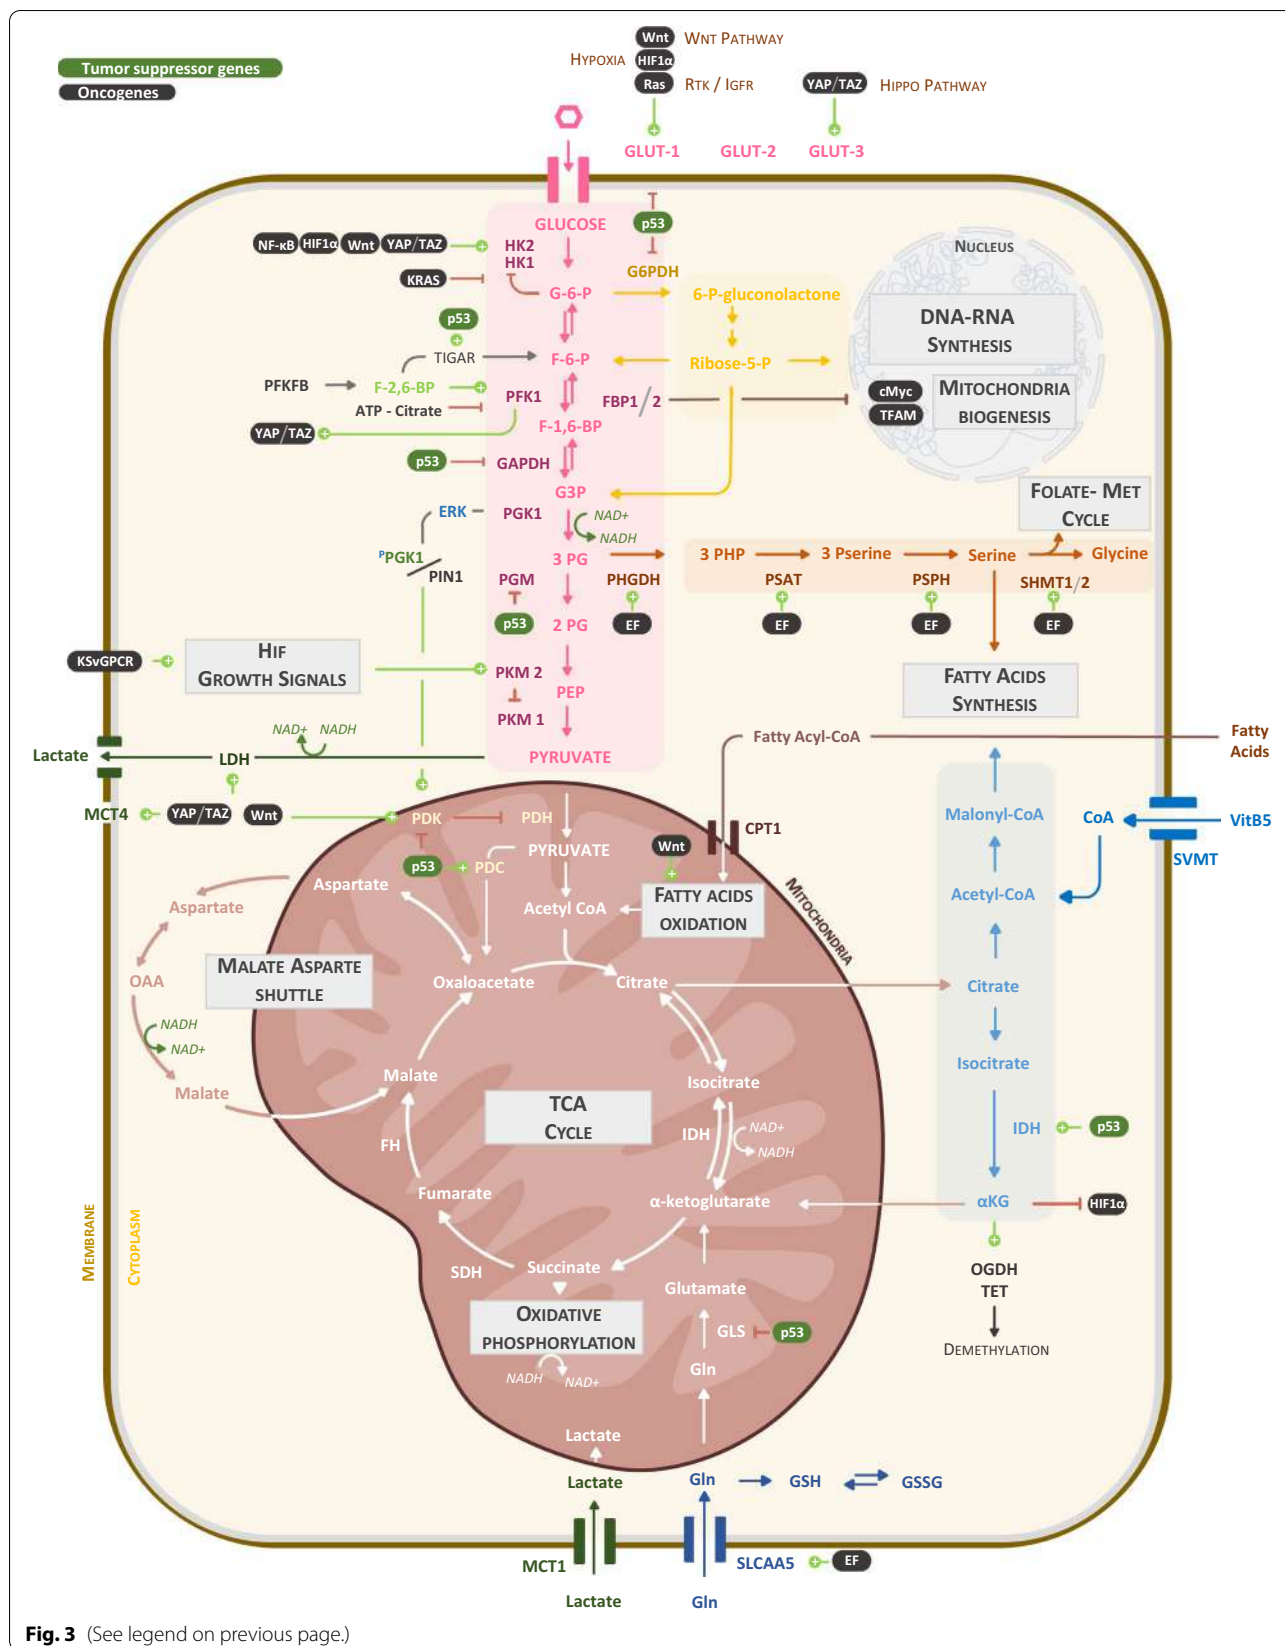 Wnt WNT PATHWAY
HYPOXIA HIF1α
Ras RTK / IGFR
YAP/TAZ HIPPO PATHWAY
Tumor suppressor genes
Oncogenes
GLUT-1 GLUT-2 GLUT-3
GLUCOSE
p53
NF-κB HIF1α Wnt YAP/TAZ
HK2
HK1
KRAS
G6PDH
G-6-P
6-P-gluconolactone
NUCLEUS
DNA-RNA
SYNTHESIS
p53
TIGAR
F-6-P
Ribose-5-P
PFKFB
F-2,6-BP
ATP - Citrate
PFK1
FBP1/2
cMyc
TFAM
MITOCHONDRIA
BIOGENESIS
YAP/TAZ
F-1,6-BP
p53
GAPDH
G3P
FOLATE- MET
CYCLE
ERK
PGK1
NAD+
NADH
PPGK1
PIN1
3 PG
3 PHP 3 Pserine Serine Glycine
PGM
PHGDH PSAT PSPH SHMT1/2
p53
2 PG
EF EF EF EF
KSvGPCR
HIF
GROWTH SIGNALS
PKM 2
PEP
PKM 1
FATTY ACIDS
SYNTHESIS
NAD+ NADH
Lactate
LDH
PYRUVATE
Fatty Acyl-CoA
Fatty
Acids
MCT4
YAP/TAZ
Wnt
PDK
PDH
CPT1
Malonyl-CoA
CoA
VitB5
SVMT
p53
PDC
PYRUVATE
Wnt
Aspartate
Aspartate
Acetyl CoA
FATTY ACIDS
OXIDATION
MITOCHONDRIA
Acetyl-CoA
OAA
MALATE ASPARTE
SHUTTLE
Oxaloacetate
Citrate
Citrate
NADH
NAD+
Malate
Malate
Isocitrate
Isocitrate
TCA
CYCLE
FH
IDH
NAD+
NADH
IDH
p53
Fumarate
α-ketoglutarate
αKG
HIF1α
MEMBRANE
CYTOPLASM
SDH
Succinate
Glutamate
OGDH
TET
OXIDATIVE
PHOSPHORYLATION
GLS
p53
DEMETHYLATION
NADH NAD+
Gln
Lactate
Lactate
Gln
GSH
GSSG
MCT1
SLCAA5
EF
Lactate
Gln
Fig. 3 (See legend on previous page.)